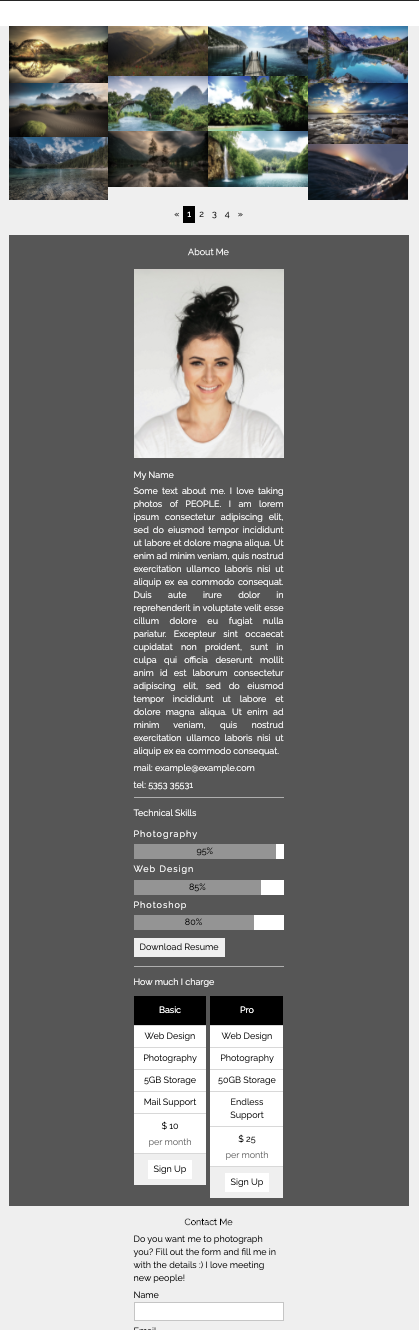 « 1 2 3 4 »
About Me
My Name
Some text about me. I love taking
photos of PEOPLE. I am lorem
ipsum consectetur adipiscing elit,
sed do eiusmod tempor incididunt
ut labore et dolore magna aliqua. Ut
enim ad minim veniam, quis nostrud
exercitation ullamco laboris nisi ut
aliquip ex ea commodo consequat.
Duis aute irure dolor in
reprehenderit in voluptate velit esse
cillum dolore eu fugiat nulla
pariatur. Excepteur sint occaecat
cupidatat non proident, sunt in
culpa qui officia deserunt mollit
anim id est laborum consectetur
adipiscing elit, sed do eiusmod
tempor incididunt ut labore et
dolore magna aliqua. Ut enim ad
minim veniam, quis nostrud
exercitation ullamco laboris nisi ut
aliquip ex ea commodo consequat.
mail: example@example.com
tel: 5353 35531
Technical Skills
Photography
95%
Web Design
85%
Photoshop
80%
Download Resume
How much I charge
Basic
Web Design
Photography
5GB Storage
Mail Support
$ 10
per month
Sign Up
Pro
Web Design
Photography
50GB Storage
Endless
Support
$ 25
per month
Sign Up
Contact Me
Do you want me to photograph
you? Fill out the form and fill me in
with the details :) I love meeting
new people!
Name